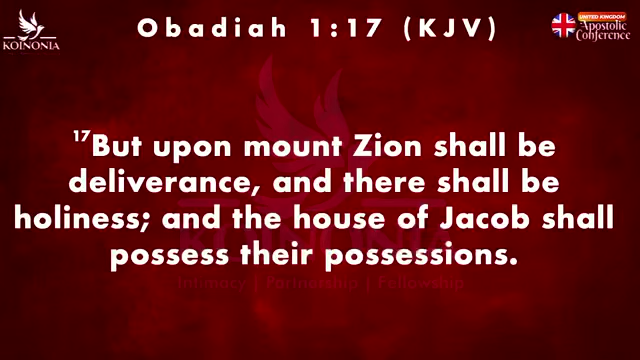 KOINONIA
Obadiah 1:17 (KJV)
UNITED KINGDOM
Apostolic
Conference
¹⁷But upon mount Zion shall be
deliverance, and there shall be
holiness; and the house of Jacob shall
possess their possessions.
KOINONIA
Intimacy | Partnership | Fellowship